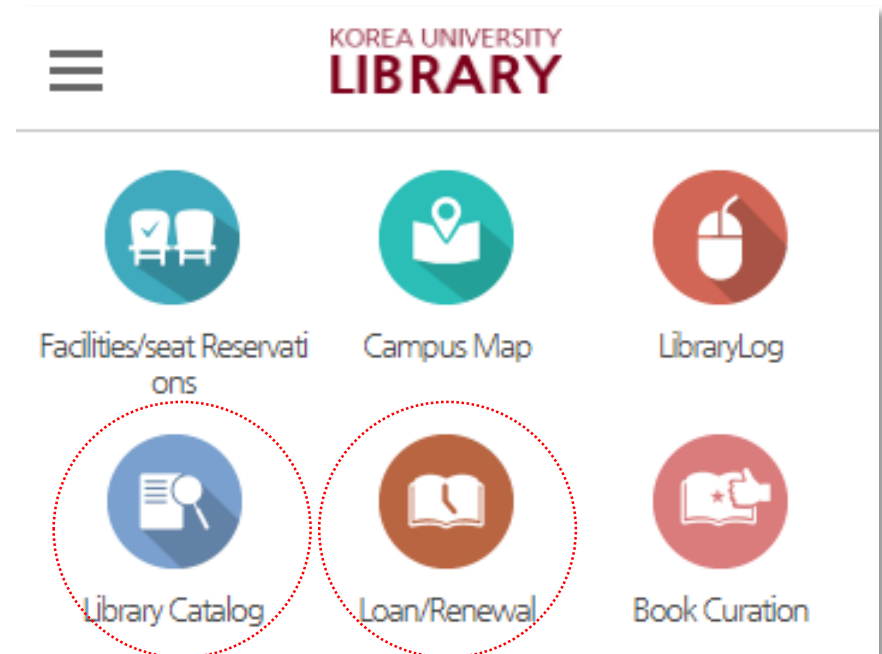 KOREA UNIVERSITY
LIBRARY
Facilities/seat Reservati
ons
Campus Map
LibraryLog
Library Catalog
Loan/Renewal
Book Curation